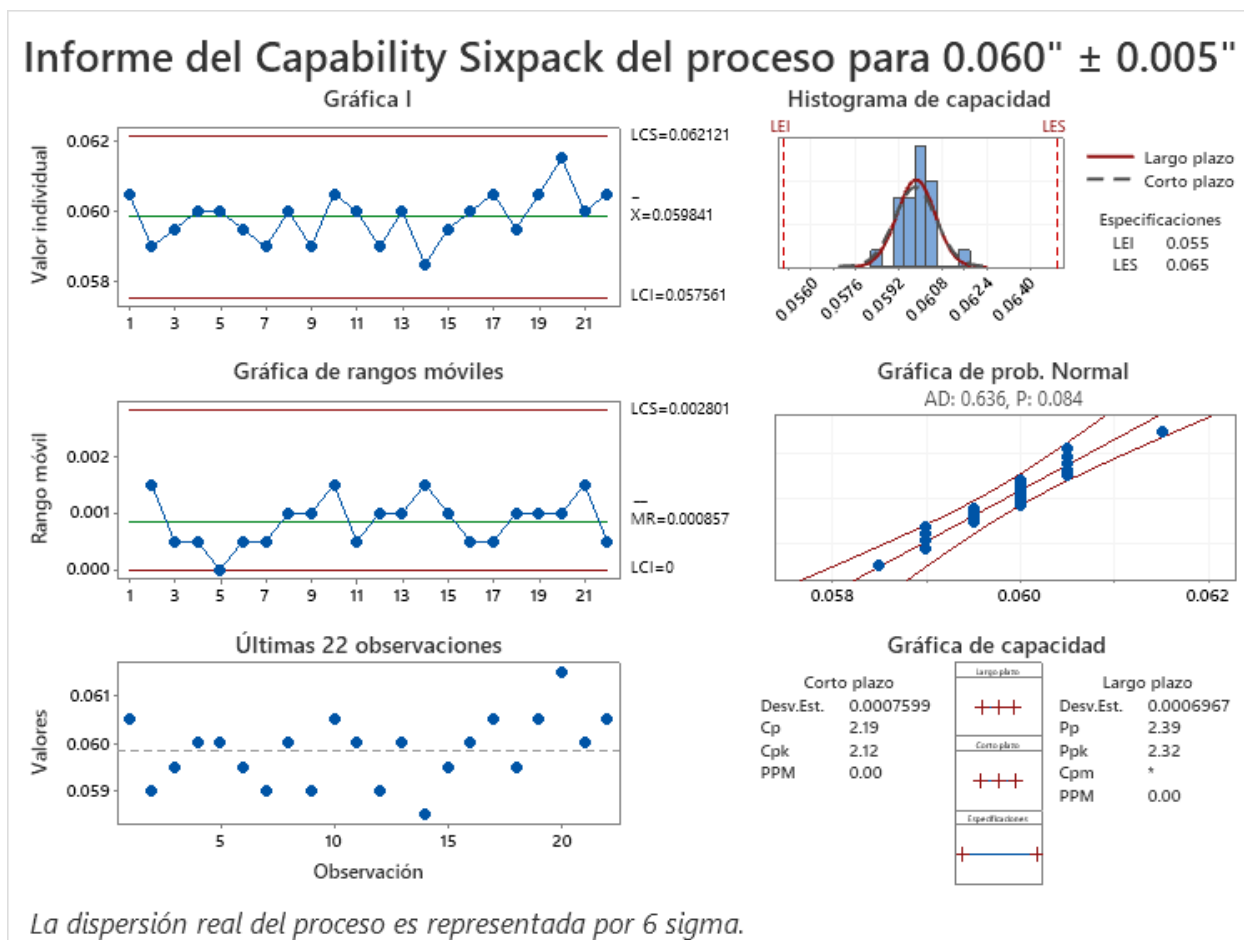 Informe del Capability Sixpack del proceso para 0.060" ± 0.005"
Gráfica I
Valor individual
0.062
0.060
0.058
1 3 5 7 9 11 13 15 17 19 21
LCS=0.062121
_
X=0.059841
LCI=0.057561
Histograma de capacidad
LEI LES
0.0560 0.0576 0.0592 0.0608 0.0624 0.0640
Largo plazo
Corto plazo
Especificaciones
LEI 0.055
LES 0.065
Gráfica de rangos móviles
Rango móvil
0.002
0.001
0.000
1 3 5 7 9 11 13 15 17 19 21
LCS=0.002801
__
MR=0.000857
LCI=0
Gráfica de prob. Normal
AD: 0.636, P: 0.084
0.058 0.060 0.062
Últimas 22 observaciones
Valores
0.061
0.060
0.059
5 10 15 20
Observación
Gráfica de capacidad
Corto plazo
Desv.Est. 0.0007599
Cp 2.19
Cpk 2.12
PPM 0.00
Largo plazo
Corto plazo
Especificaciones
Largo plazo
Desv.Est. 0.0006967
Pp 2.39
Ppk 2.32
Cpm *
PPM 0.00
La dispersión real del proceso es representada por 6 sigma.